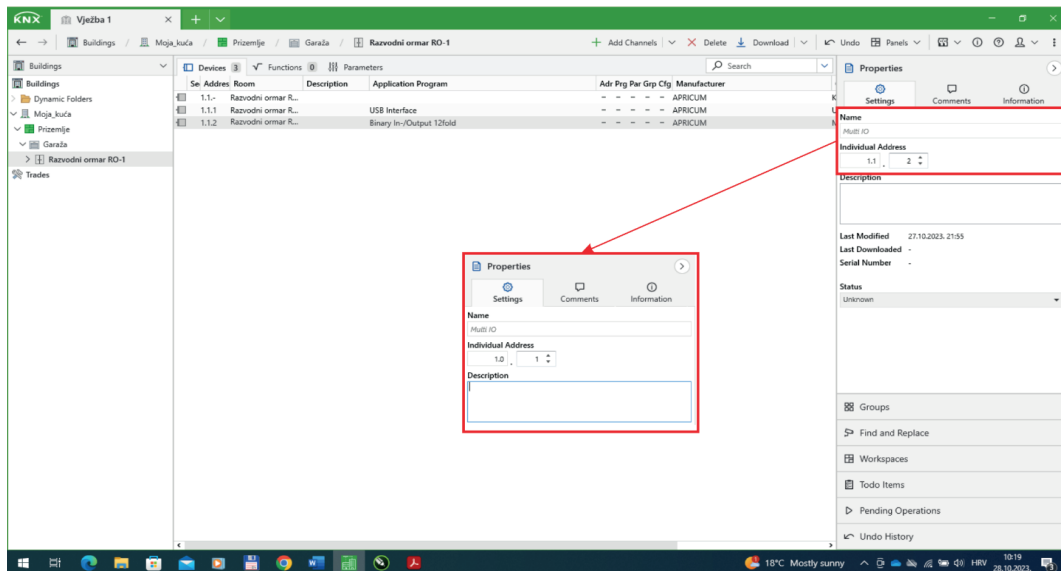 KNX Vježba 1
Buildings / Moja_kuća / Prizemlje / Garaža / Razvodni ormar RO-1
Add Channels Delete Download Undo Panels
Buildings
Buildings
Dynamic Folders
Moja_kuća
Prizemlje
Garaža
Razvodni ormar RO-1
Trades
Devices 3 Functions 0 Parameters
Search
Se Addres Room Description Application Program Adr Prg Par Grp Cfg Manufacturer
1.1.- Razvodni ormar R... - - - - - APRICUM
1.1.1 Razvodni ormar R... USB Interface - - - - - APRICUM
1.1.2 Razvodni ormar R... Binary In-/Output 12fold - - - - - APRICUM
Properties
Settings Comments Information
Name
Multi IO
Individual Address
1.1 . 2
Description
Last Modified 27.10.2023. 21:55
Last Downloaded -
Serial Number -
Status
Unknown
Properties
Settings Comments Information
Name
Multi IO
Individual Address
1.0 . 1
Description
Groups
Find and Replace
Workspaces
Todo Items
Pending Operations
Undo History
18°C Mostly sunny HRV 10:19
28.10.2023.